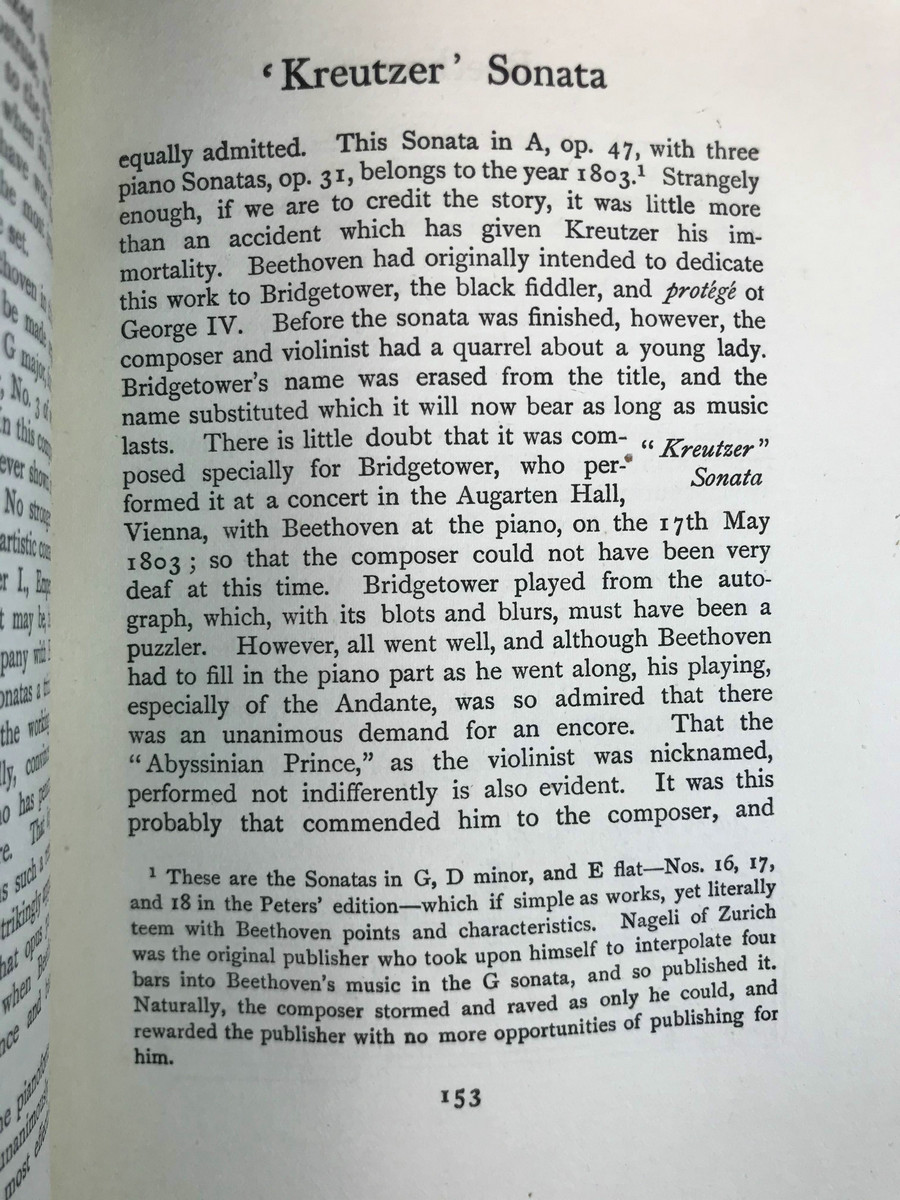 ‘Kreutzer’ Sonata
equally admitted. This Sonata in A, op. 47, with three
piano Sonatas, op. 31, belongs to the year 1803.¹ Strangely
enough, if we are to credit the story, it was little more
than an accident which has given Kreutzer his im-
mortality. Beethoven had originally intended to dedicate
this work to Bridgetower, the black fiddler, and protégé of
George IV. Before the sonata was finished, however, the
composer and violinist had a quarrel about a young lady.
Bridgetower's name was erased from the title, and the
name substituted which it will now bear as long as music
lasts. There is little doubt that it was com-
posed specially for Bridgetower, who per-
formed it at a concert in the Augarten Hall,
“Kreutzer”
Sonata
Vienna, with Beethoven at the piano, on the 17th May
1803; so that the composer could not have been very
deaf at this time. Bridgetower played from the auto-
graph, which, with its blots and blurs, must have been a
puzzler. However, all went well, and although Beethoven
had to fill in the piano part as he went along, his playing,
especially of the Andante, was so admired that there
was an unanimous demand for an encore. That the
“Abyssinian Prince,” as the violinist was nicknamed,
performed not indifferently is also evident. It was this
probably that commended him to the composer, and
¹ These are the Sonatas in G, D minor, and E flat—Nos. 16, 17,
and 18 in the Peters' edition—which if simple as works, yet literally
teem with Beethoven points and characteristics. Nageli of Zurich
was the original publisher who took upon himself to interpolate four
bars into Beethoven's music in the G sonata, and so published it.
Naturally, the composer stormed and raved as only he could, and
rewarded the publisher with no more opportunities of publishing for
him.
153